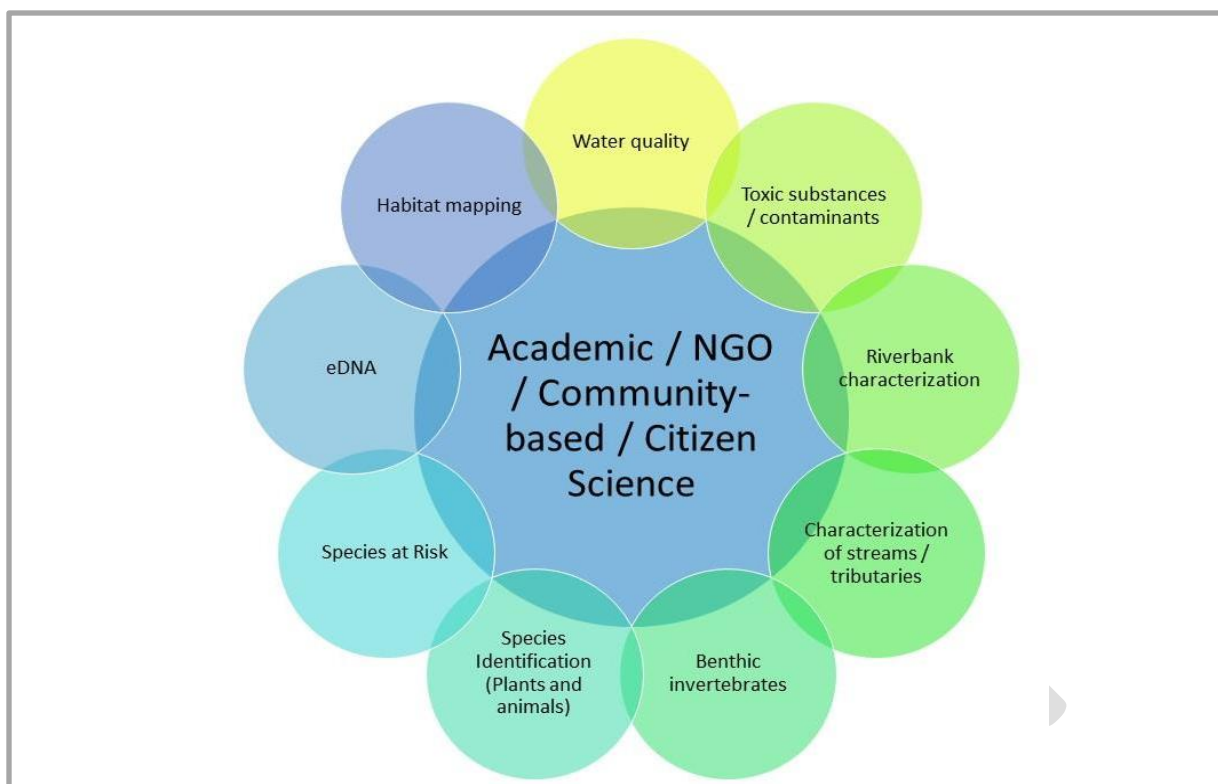 Water quality
Toxic substances
/ contaminants
Habitat mapping
Riverbank
characterization
eDNA
Academic / NGO
/ Community-
based / Citizen
Science
Characterization
of streams /
tributaries
Species at Risk
Species
Identification
(Plants and
animals)
Benthic
invertebrates